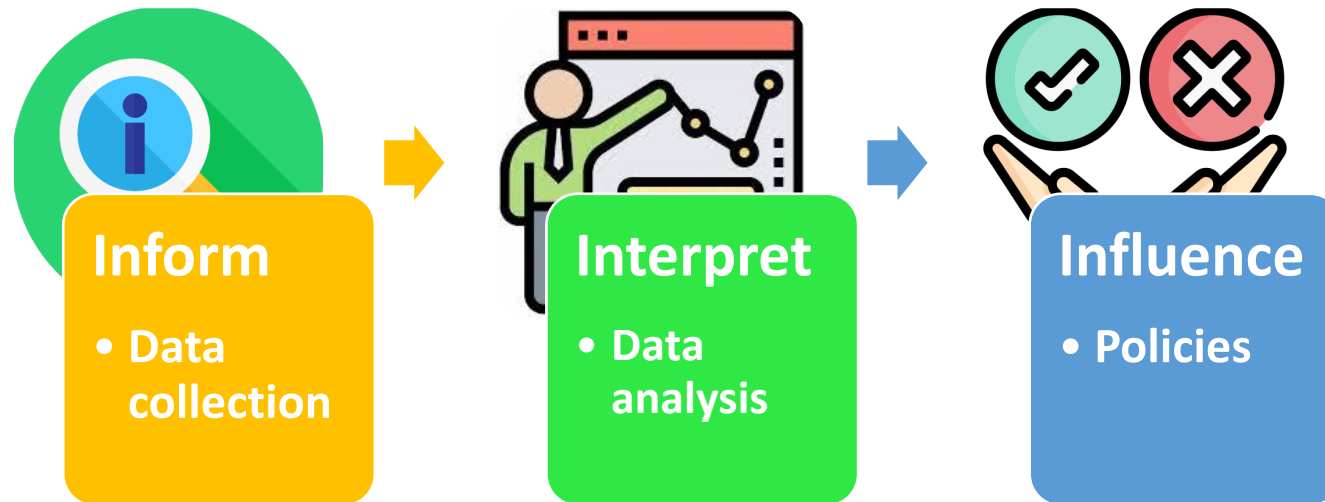 Inform
• Data
collection
Interpret
• Data
analysis
Influence
• Policies